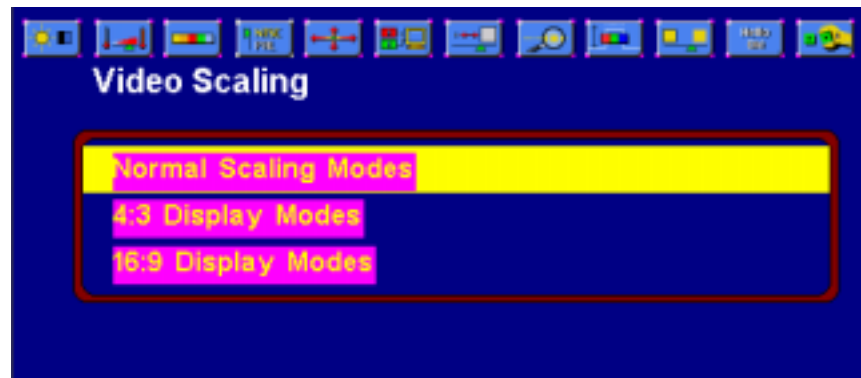 Video Scaling
Normal Scaling Modes
4:3 Display Modes
16:9 Display Modes